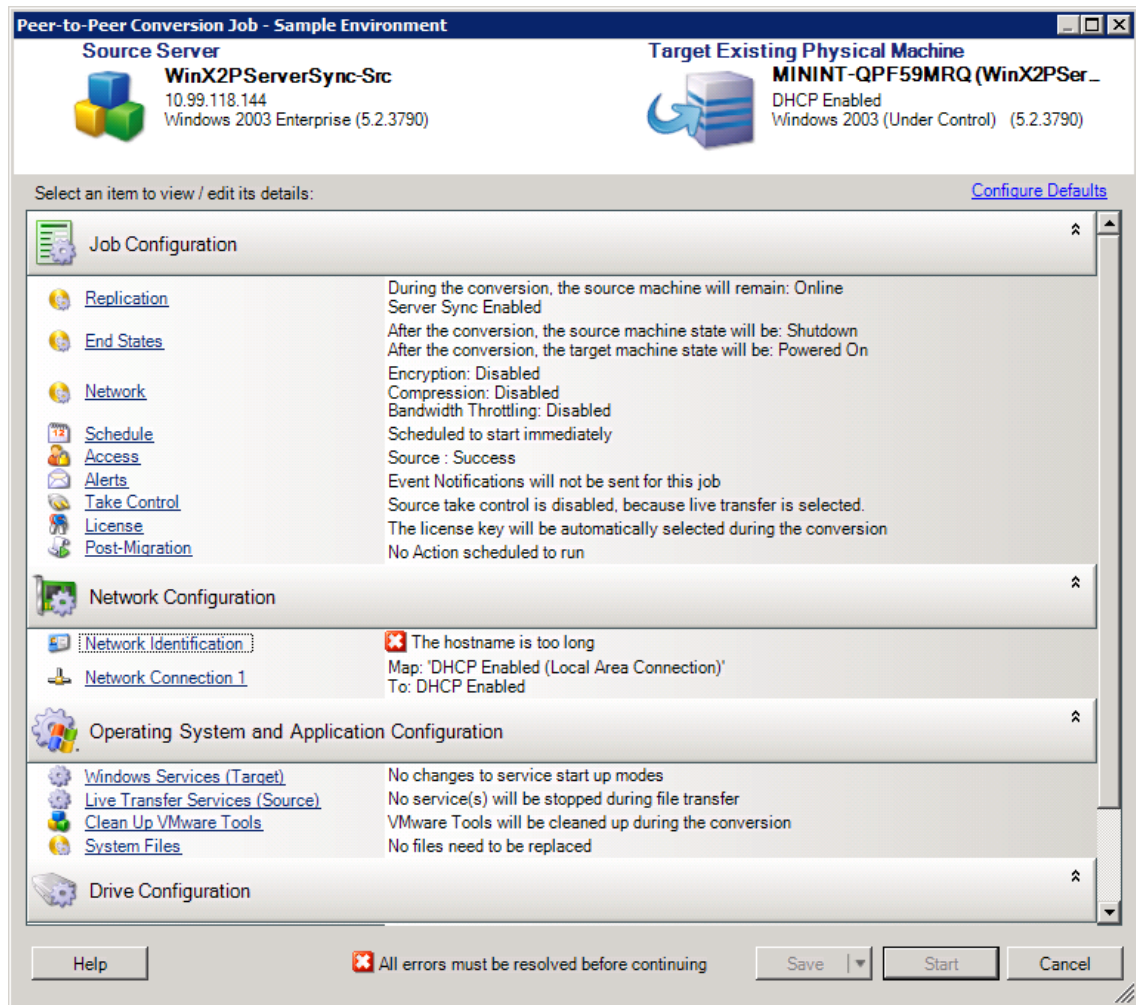 Peer-to-Peer Conversion Job - Sample Environment
Source Server
WinX2PServerSync-Src
10.99.118.144
Windows 2003 Enterprise (5.2.3790)
Target Existing Physical Machine
MININT-QPF59MRQ (WinX2PSer...
DHCP Enabled
Windows 2003 (Under Control) (5.2.3790)
Select an item to view / edit its details:
Configure Defaults
Job Configuration
Replication
During the conversion, the source machine will remain: Online
Server Sync Enabled
End States
After the conversion, the source machine state will be: Shutdown
After the conversion, the target machine state will be: Powered On
Network
Encryption: Disabled
Compression: Disabled
Bandwidth Throttling: Disabled
Schedule
Scheduled to start immediately
Access
Source : Success
Alerts
Event Notifications will not be sent for this job
Take Control
Source take control is disabled, because live transfer is selected.
License
The license key will be automatically selected during the conversion
Post-Migration
No Action scheduled to run
Network Configuration
Network Identification
The hostname is too long
Network Connection 1
Map: 'DHCP Enabled (Local Area Connection)'
To: DHCP Enabled
Operating System and Application Configuration
Windows Services (Target)
No changes to service start up modes
Live Transfer Services (Source)
No service(s) will be stopped during file transfer
Clean Up VMware Tools
VMware Tools will be cleaned up during the conversion
System Files
No files need to be replaced
Drive Configuration
Help
All errors must be resolved before continuing
Save
Start
Cancel